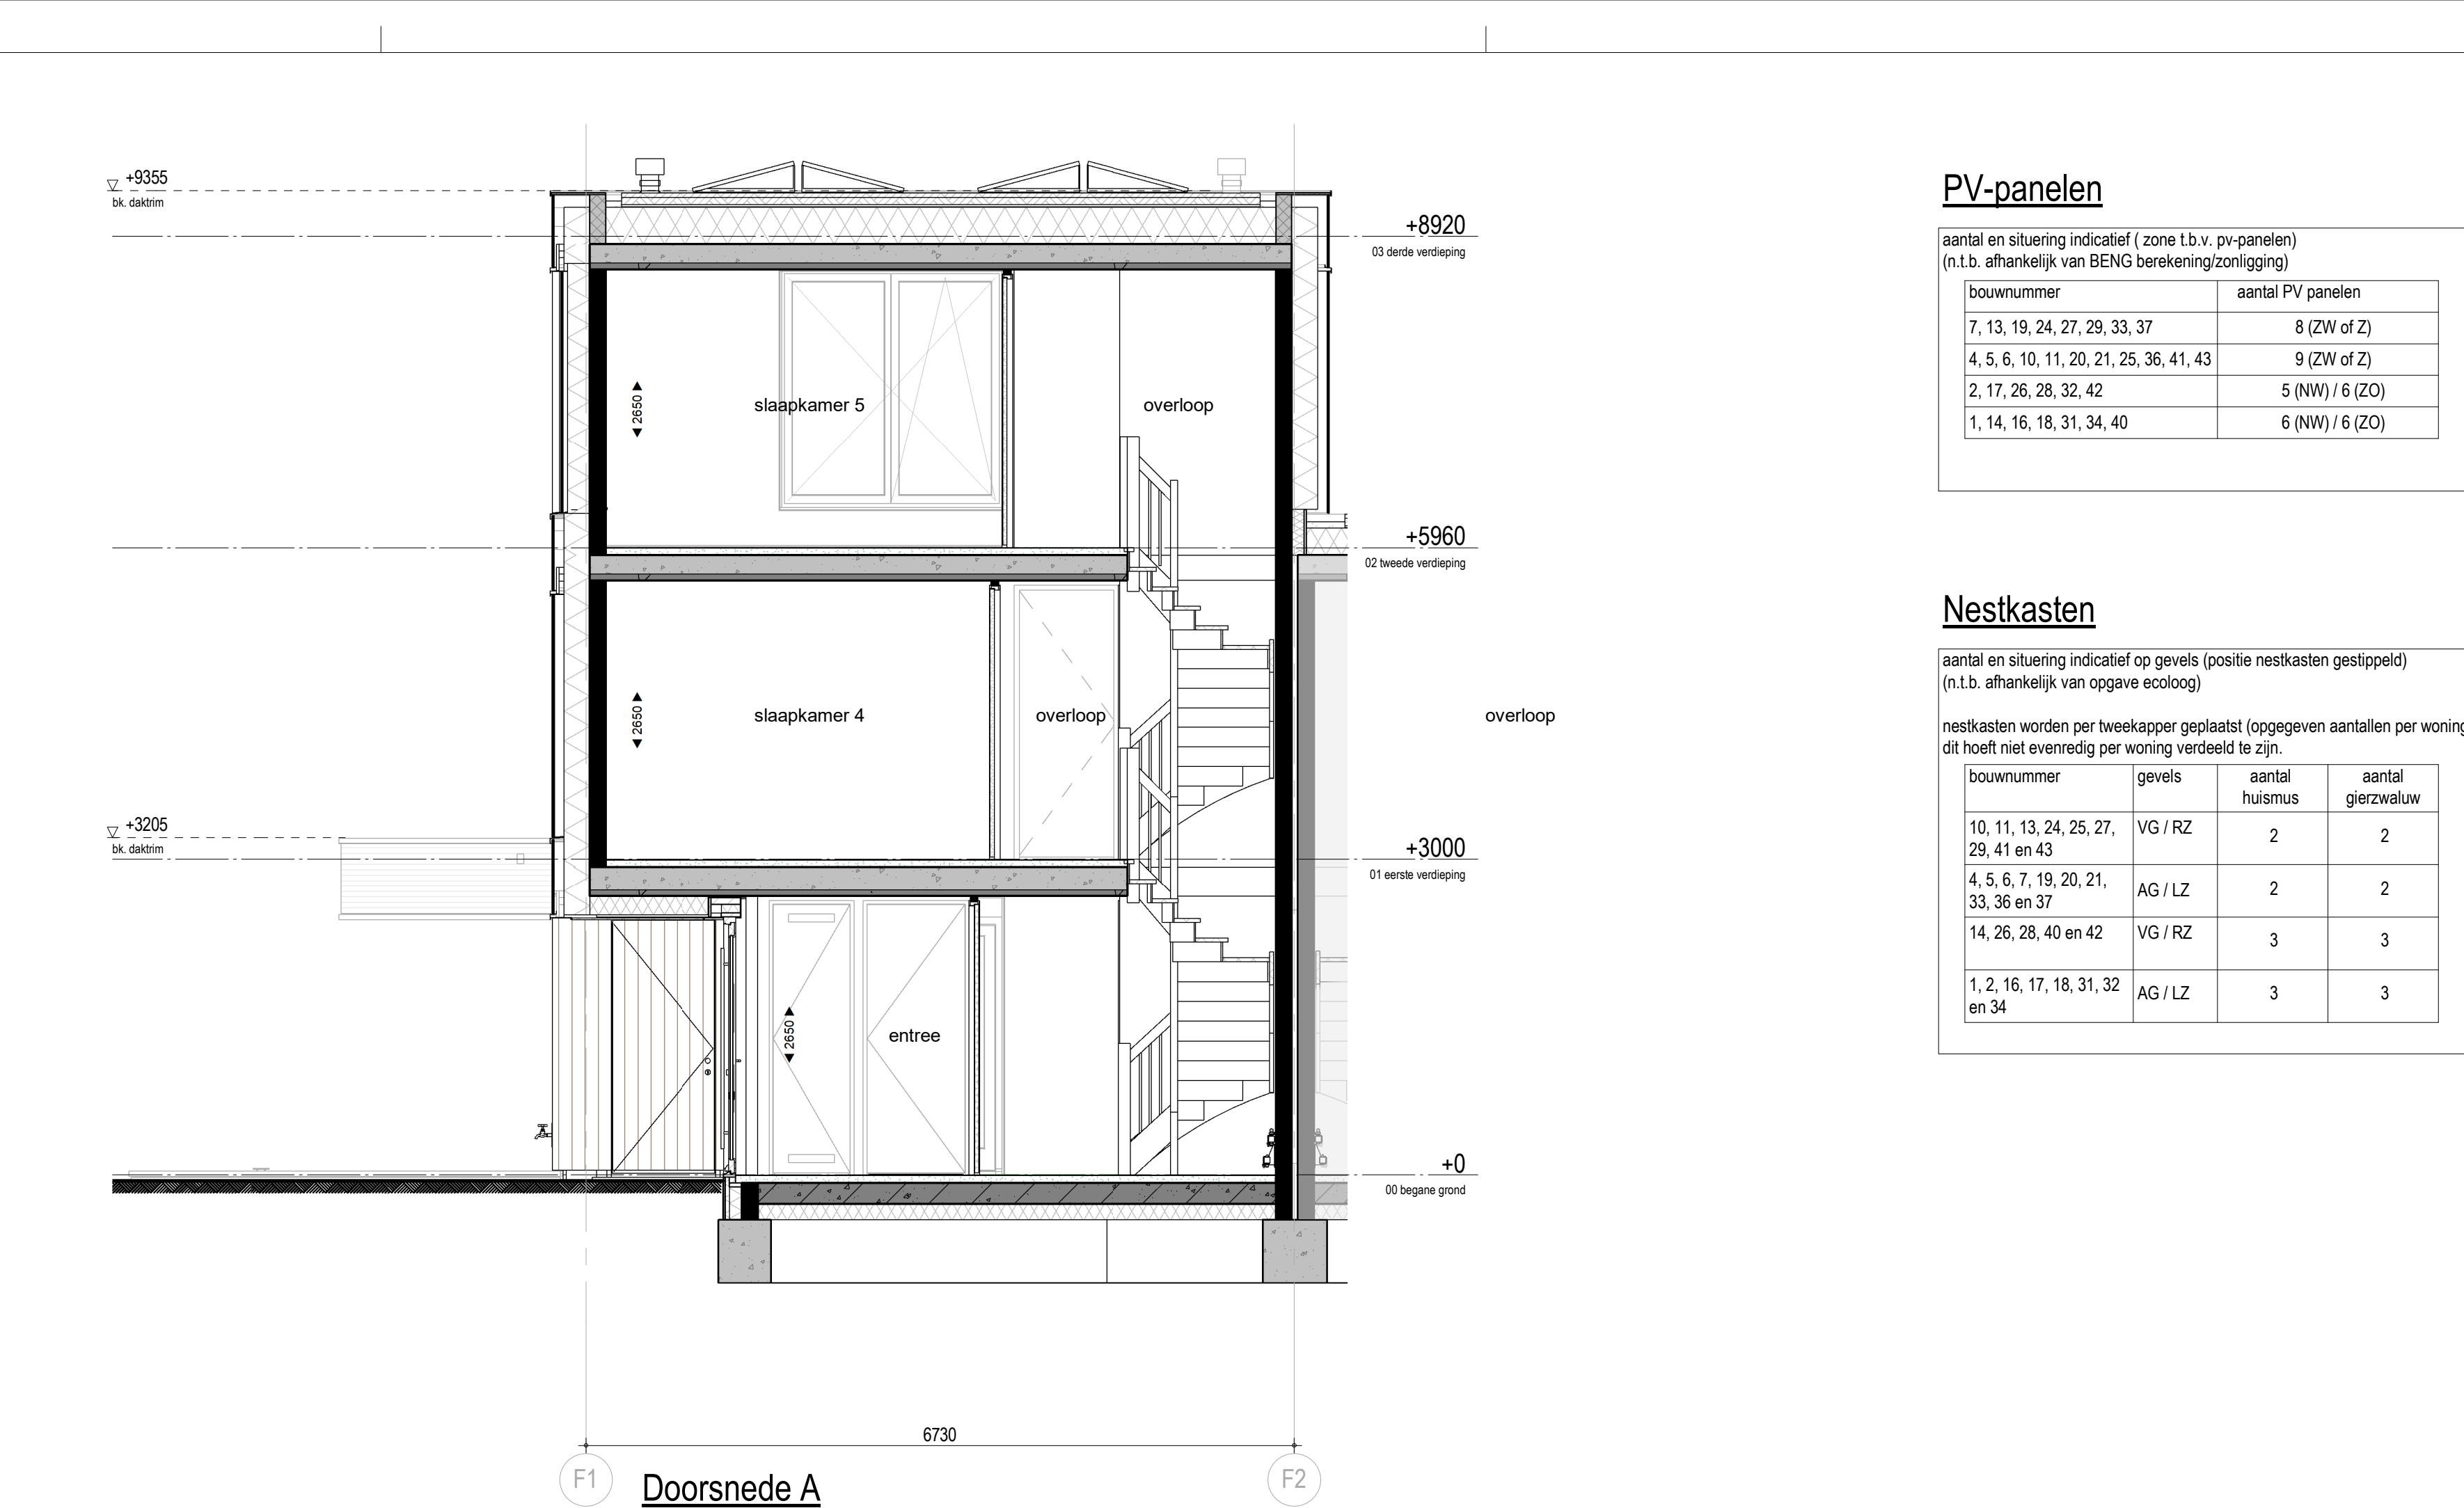 +9355
bk. daktrim
+8920
03 derde verdieping
2650
slaapkamer 5
overloop
+5960
02 tweede verdieping
2650
slaapkamer 4
overloop
overloop
+3205
bk. daktrim
+3000
01 eerste verdieping
2650
entree
+0
00 begane grond
6730
F1
F2
Doorsnede A
PV-panelen
aantal en situering indicatief ( zone t.b.v. pv-panelen)
(n.t.b. afhankelijk van BENG berekening/zonligging)
bouwnummer aantal PV panelen
7, 13, 19, 24, 27, 29, 33, 37 8 (ZW of Z)
4, 5, 6, 10, 11, 20, 21, 25, 36, 41, 43 9 (ZW of Z)
2, 17, 26, 28, 32, 42 5 (NW) / 6 (ZO)
1, 14, 16, 18, 31, 34, 40 6 (NW) / 6 (ZO)
Nestkasten
aantal en situering indicatief op gevels (positie nestkasten gestippeld)
(n.t.b. afhankelijk van opgave ecoloog)
nestkasten worden per tweekapper geplaatst (opgegeven aantallen per woning
dit hoeft niet evenredig per woning verdeeld te zijn.
bouwnummer gevels aantal huismus aantal gierzwaluw
10, 11, 13, 24, 25, 27, VG / RZ 2 2
29, 41 en 43
4, 5, 6, 7, 19, 20, 21, AG / LZ 2 2
33, 36 en 37
14, 26, 28, 40 en 42 VG / RZ 3 3
1, 2, 16, 17, 18, 31, 32 AG / LZ 3 3
en 34